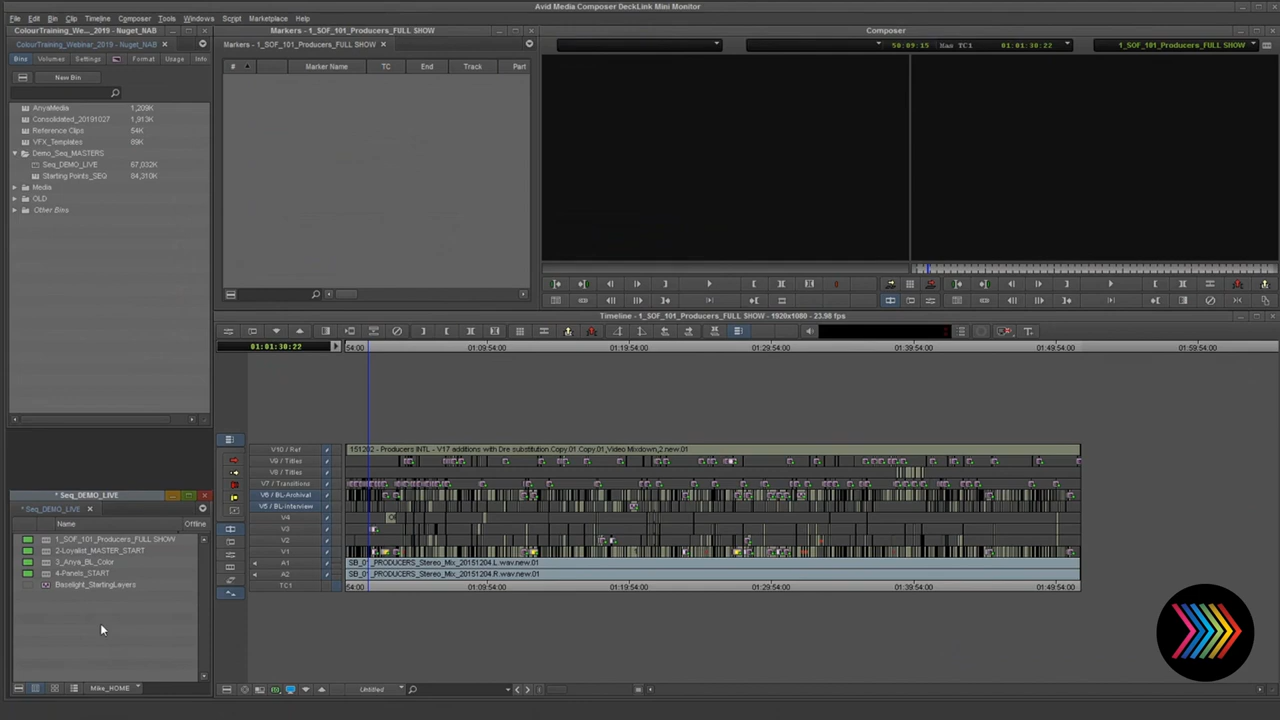 Avid Media Composer DeckLink Mini Monitor
File Edit Bin Clip Timeline Composer Tools Windows Script Marketplace Help
ColourTraining_We..._2019 - Nuget_NAB
Markers - 1_SOF_101_Producers_FULL SHOW
Composer
ColourTraining_Webinar_2019 - Nuget_NAB
Markers - 1_SOF_101_Producers_FULL SHOW
50:09:15 Mas TC1 01:01:30:22 1_SOF_101_Producers_FULL SHOW
Bins Volumes Settings Format Usage Info
# Marker Name TC End Track Part
New Bin
AnyaMedia 1,209K
Consolidated_20191027 1,913K
Reference Clips 54K
VFX_Templates 89K
Demo_Seq_MASTERS
Seq_DEMO_LIVE 67,032K
Starting Points_SEQ 84,310K
Media
OLD
Other Bins
Timeline - 1_SOF_101_Producers_FULL SHOW - 1920x1080 - 23.98 fps
01:01:30:22
54:00 01:09:54:00 01:19:54:00 01:29:54:00 01:39:54:00 01:49:54:00 01:59:54:00
V10 / Ref 151202 - Producers INTL - V17 additions with Dre substitution.Copy.01.Copy.01,Video Mixdown,2.new.01
V9 / Titles
V8 / Titles
V7 / Transitions
V6 / BL-Archival
V5 / BL-Interview
V4
V3
V2
V1
A1 SB_01_PRODUCERS_Stereo_Mix_20151204.L.wav.new.01
A2 SB_01_PRODUCERS_Stereo_Mix_20151204.R.wav.new.01
TC1 54:00 01:09:54:00 01:19:54:00 01:29:54:00 01:39:54:00 01:49:54:00
* Seq_DEMO_LIVE
* Seq_DEMO_LIVE
Name Offline
1_SOF_101_Producers_FULL SHOW
2-Loyalist_MASTER_START
3_Anya_BL_Color
4-Panels_START
Baselight_StartingLayers
Mike_HOME
Untitled